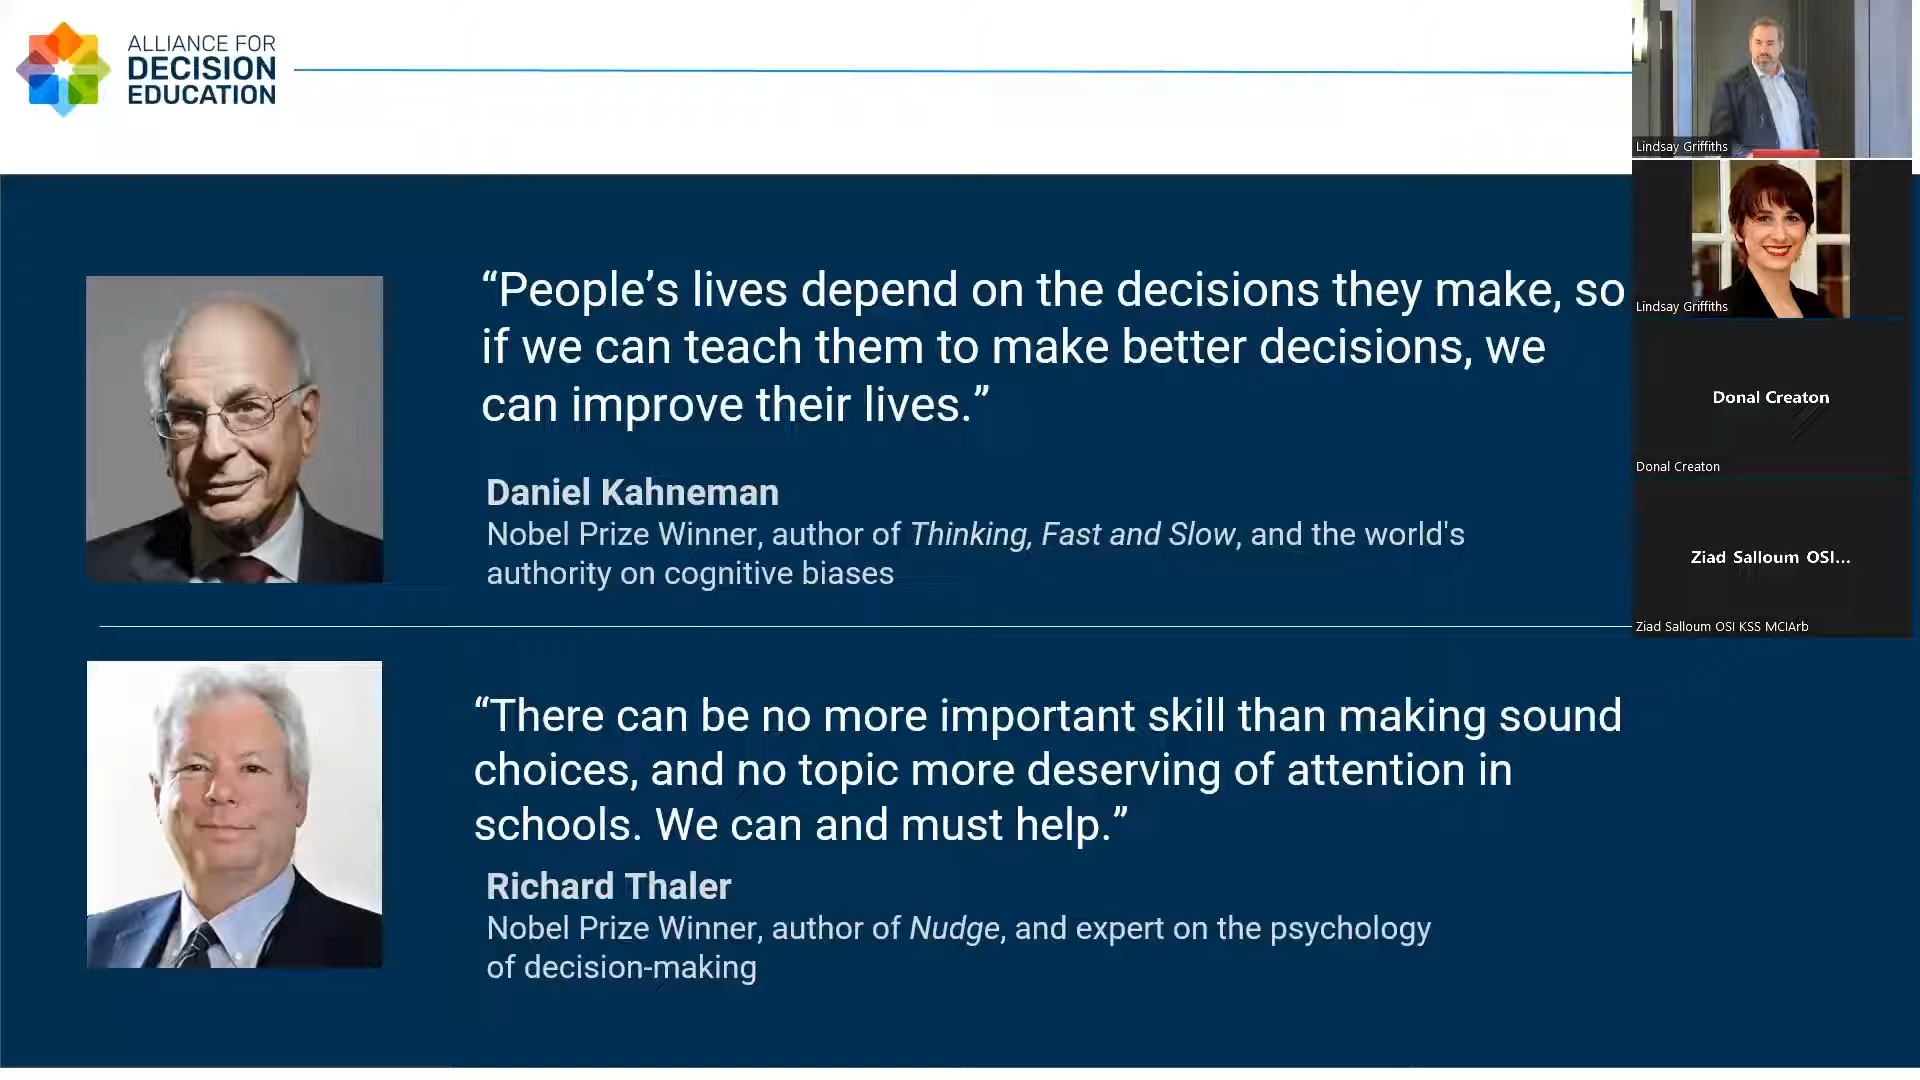 ALLIANCE FOR
DECISION
EDUCATION
“People’s lives depend on the decisions they make, so
if we can teach them to make better decisions, we
can improve their lives.”
Daniel Kahneman
Nobel Prize Winner, author of Thinking, Fast and Slow, and the world's
authority on cognitive biases
“There can be no more important skill than making sound
choices, and no topic more deserving of attention in
schools. We can and must help.”
Richard Thaler
Nobel Prize Winner, author of Nudge, and expert on the psychology
of decision-making
Lindsay Griffiths
Lindsay Griffiths
Donal Creaton
Donal Creaton
Ziad Salloum OSI...
Ziad Salloum OSI KSS MCIArb